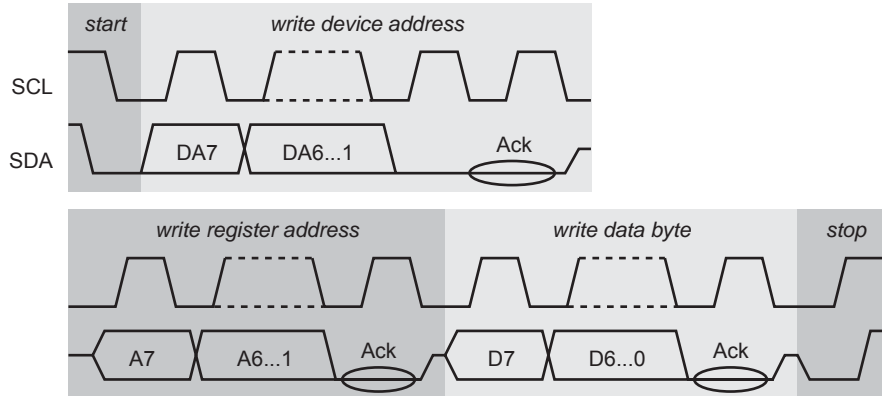 start write device address
SCL
SDA DA7 DA6...1 Ack
write register address write data byte stop
A7 A6...1 Ack D7 D6...0 Ack